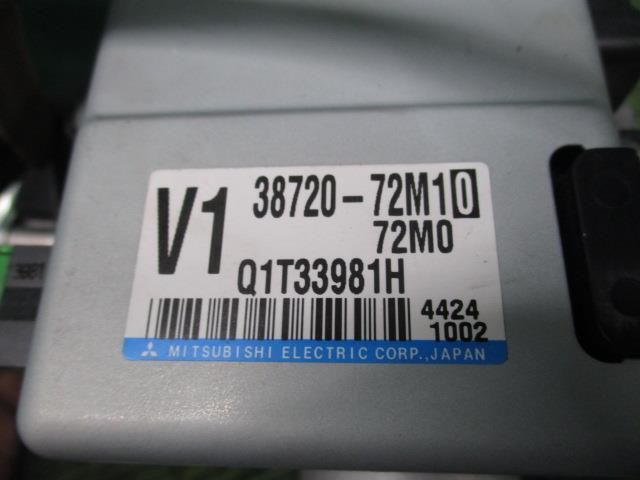 V1 38720-72M10
72M0
Q1T33981H
4424
1002
MITSUBISHI ELECTRIC CORP.,JAPAN